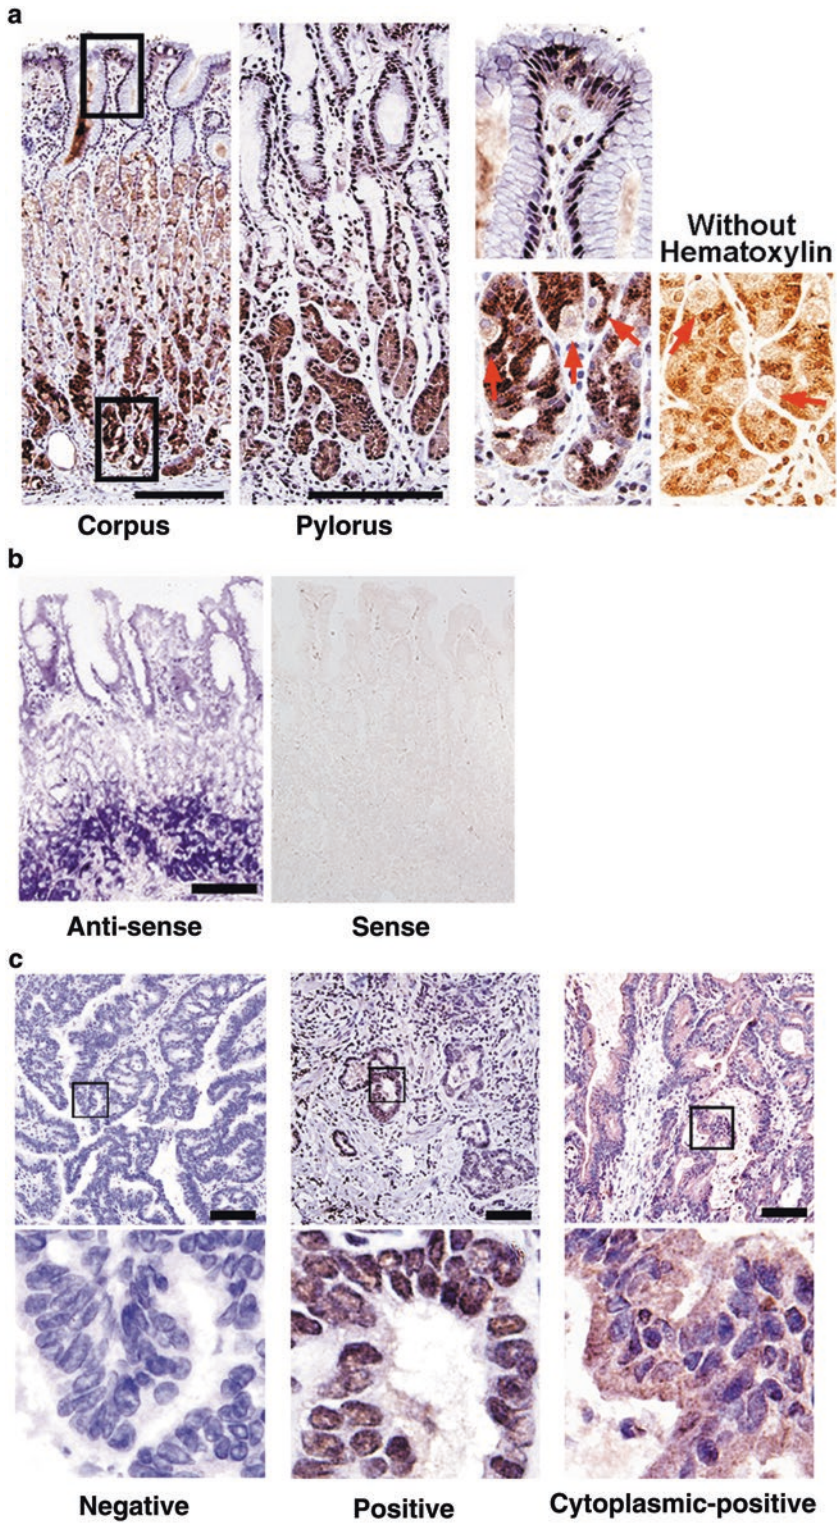 a
Without
Hematoxylin
Corpus
Pylorus
b
Anti-sense
Sense
c
Negative
Positive
Cytoplasmic-positive